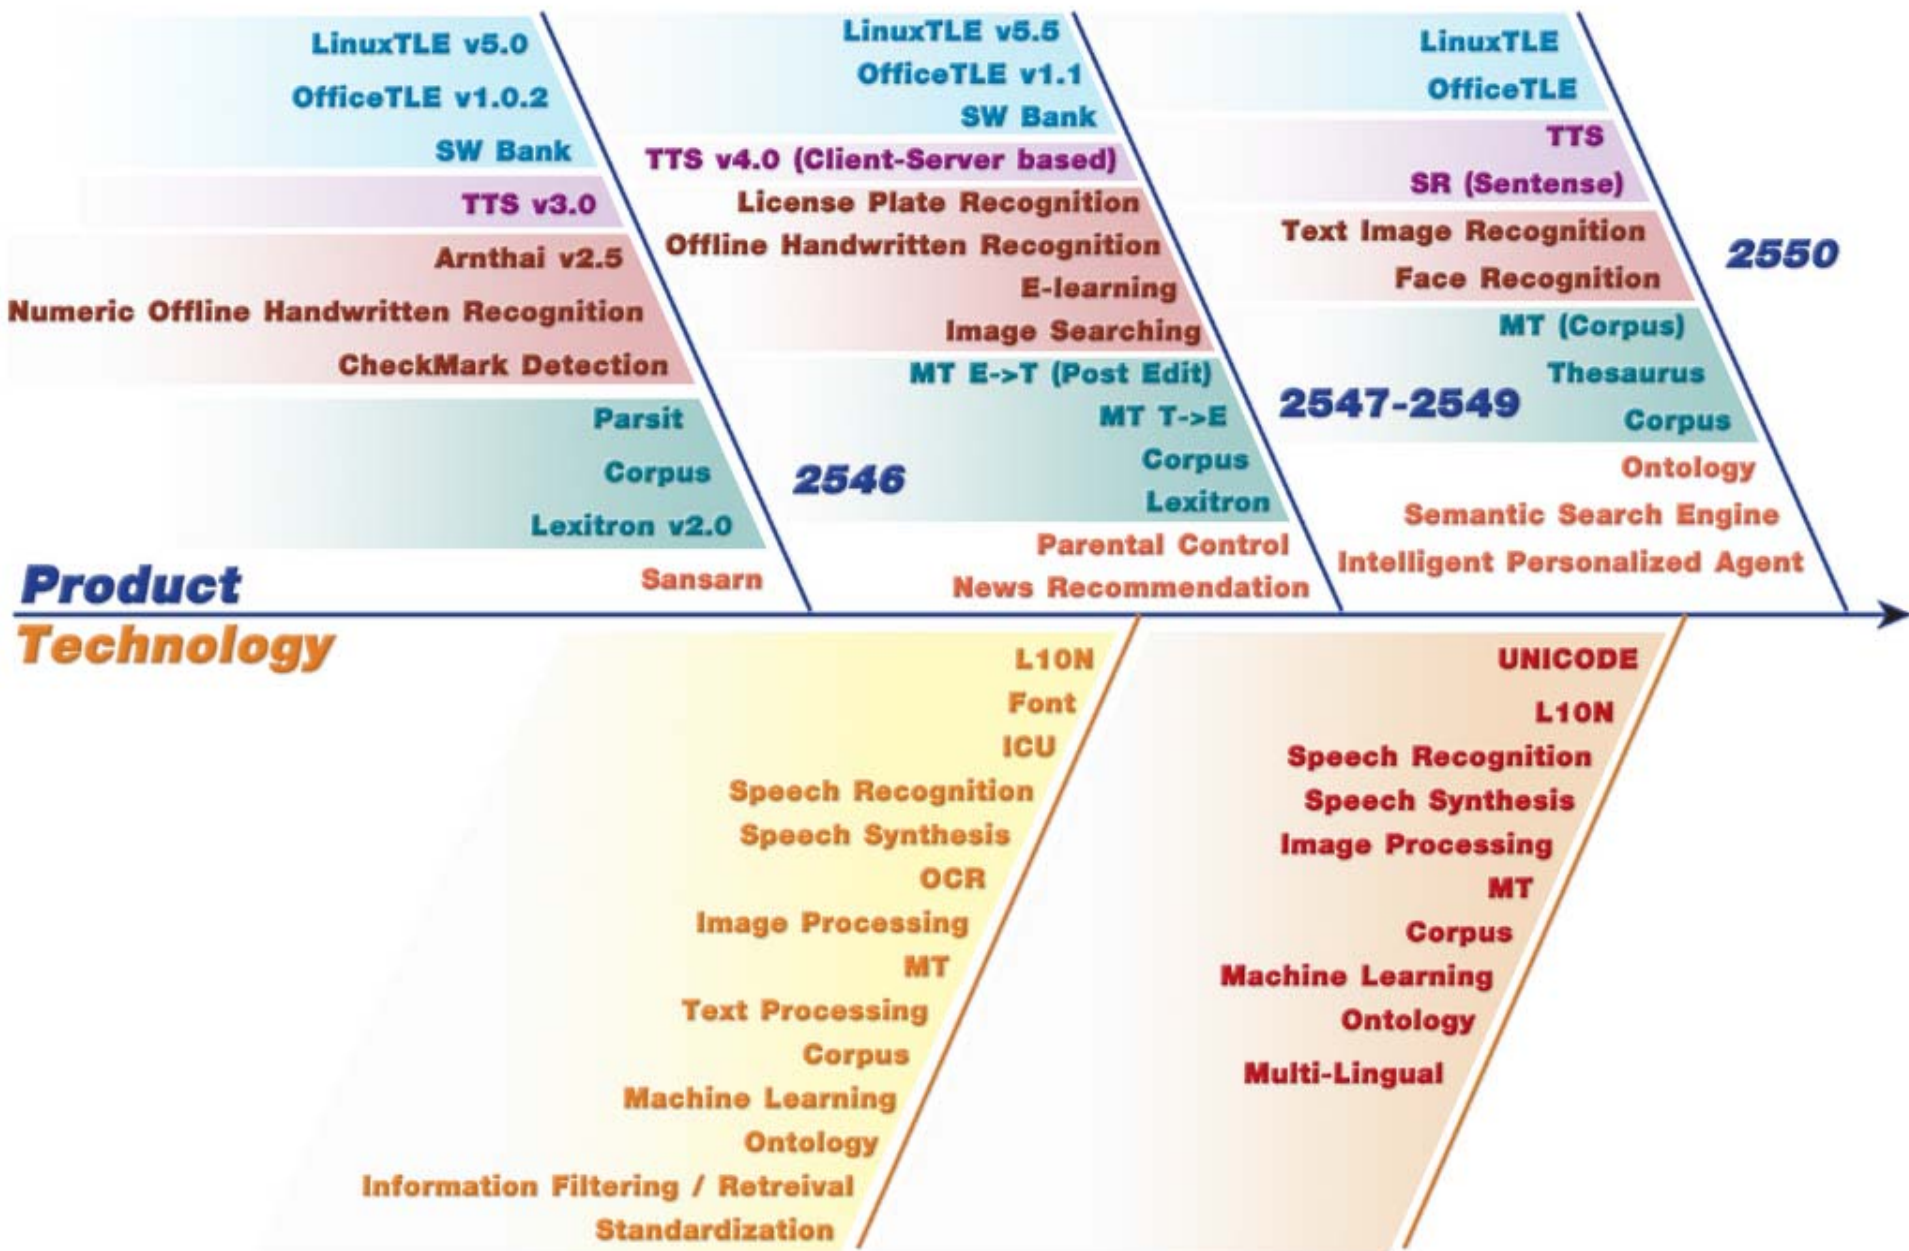 LinuxTLE v5.0
OfficeTLE v1.0.2
SW Bank
TTS v3.0
Arnthai v2.5
Numeric Offline Handwritten Recognition
CheckMark Detection
Parsit
Corpus
Lexitron v2.0
Sansarn
LinuxTLE v5.5
OfficeTLE v1.1
SW Bank
TTS v4.0 (Client-Server based)
License Plate Recognition
Offline Handwritten Recognition
E-learning
Image Searching
MT E->T (Post Edit)
MT T->E
Corpus
Lexitron
Parental Control
News Recommendation
2546
LinuxTLE
OfficeTLE
TTS
SR (Sentense)
Text Image Recognition
Face Recognition
MT (Corpus)
Thesaurus
Corpus
Ontology
Semantic Search Engine
Intelligent Personalized Agent
2547-2549
2550
Product
Technology
L10N
Font
ICU
Speech Recognition
Speech Synthesis
OCR
Image Processing
MT
Text Processing
Corpus
Machine Learning
Ontology
Information Filtering / Retreival
Standardization
UNICODE
L10N
Speech Recognition
Speech Synthesis
Image Processing
MT
Corpus
Machine Learning
Ontology
Multi-Lingual